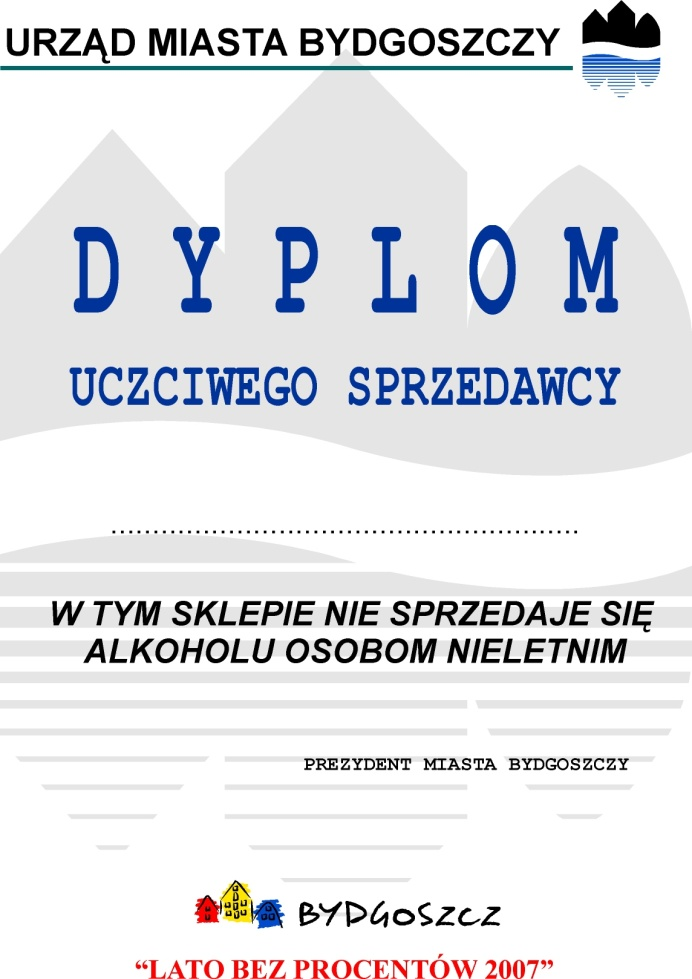 URZĄD MIASTA BYDGOSZCZY
DYPLOM
UCZCIWEGO SPRZEDAWCY
........................................................
W TYM SKLEPIE NIE SPRZEDAJE SIĘ
ALKOHOLU OSOBOM NIELETNIM
PREZYDENT MIASTA BYDGOSZCZY
BYDGOSZCZ
“LATO BEZ PROCENTÓW 2007”